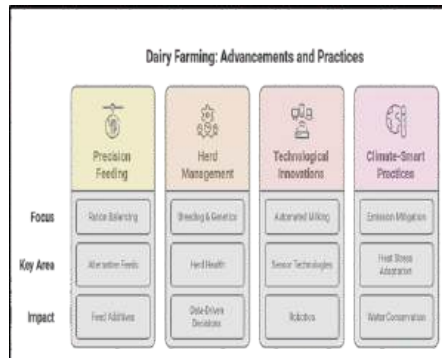 Dairy Farming: Advancements and Practices
Precision
Feeding
Herd
Management
Technological
Innovations
Climate-Smart
Practices
Focus
Ration Balancing
Breeding & Genetics
Automated Milking
Emission Mitigation
Key Area
Alternative Feeds
Herd Health
Sensor Technologies
Heat Stress
Adaptation
Impact
Feed Additives
Data-Driven
Decisions
Robotics
Water Conservation